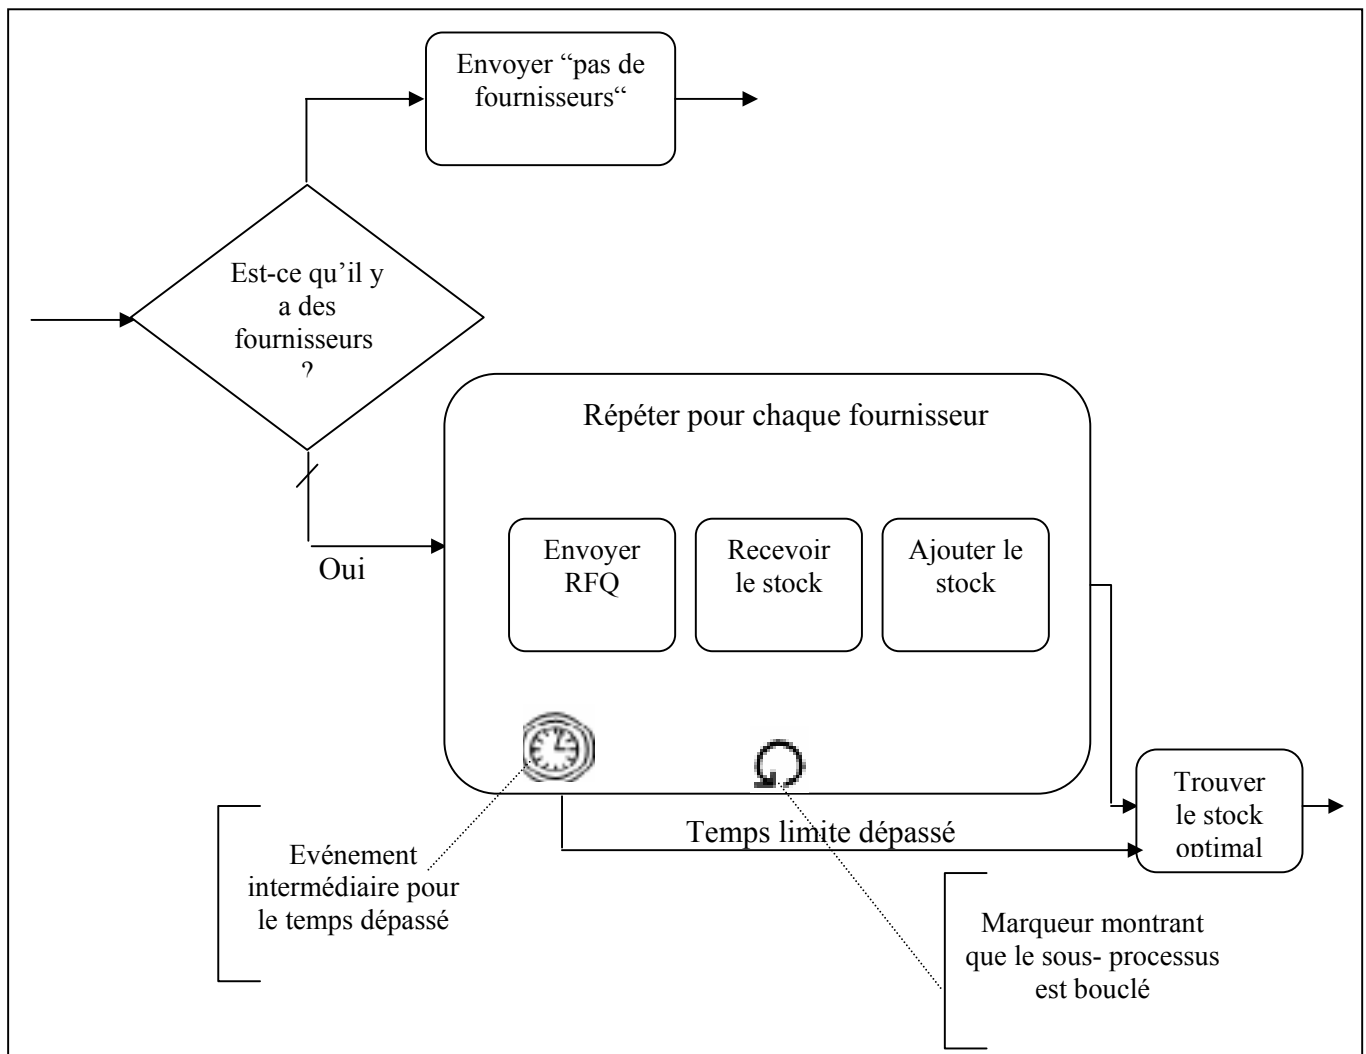 Envoyer “pas de
fournisseurs“
Est-ce qu’il y
a des
fournisseurs
?
Répéter pour chaque fournisseur
Envoyer
RFQ
Recevoir
le stock
Ajouter le
stock
Oui
Temps limite dépassé
Trouver
le stock
optimal
Evénement
intermédiaire pour
le temps dépassé
Marqueur montrant
que le sous- processus
est bouclé